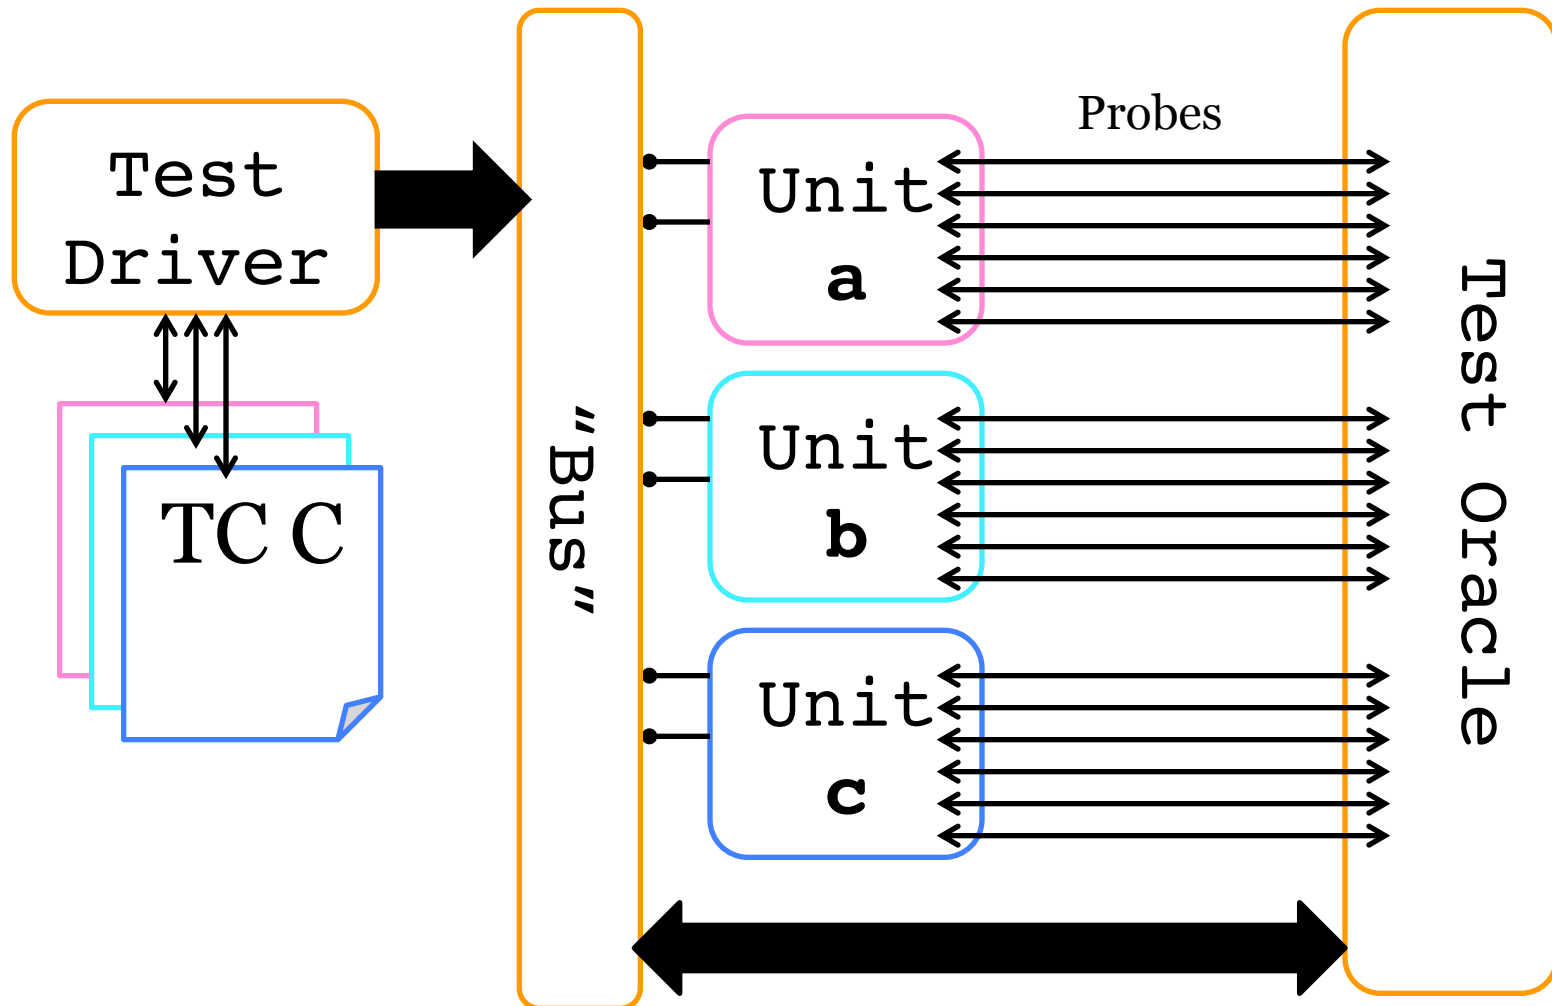 Test
Driver
TC C
”Bus”
Unit
a
Unit
b
Unit
c
Probes
Test Oracle